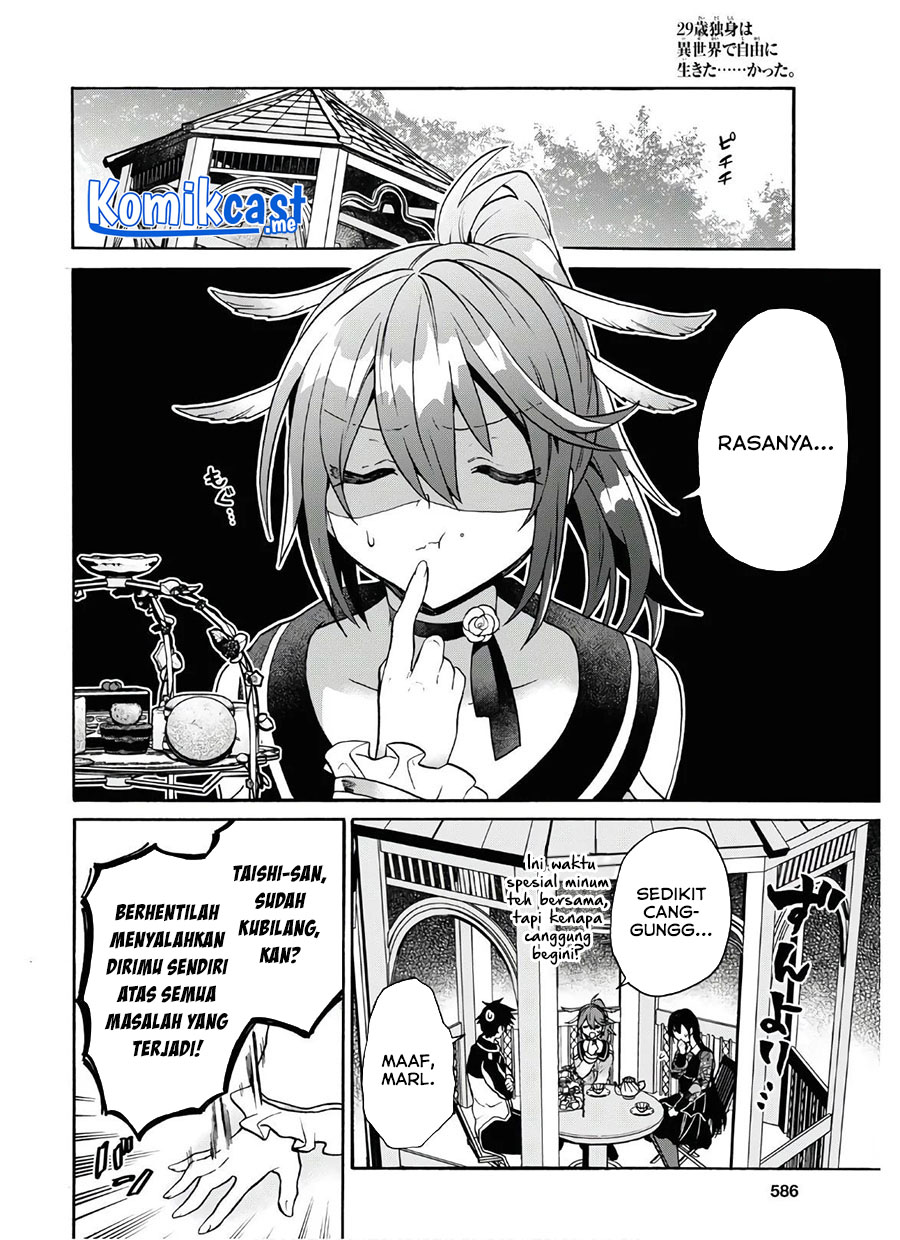 29歳独身は
異世界で自由に
生きた……かった。
ピチチ
Komikcast
.me
RASANYA...
もぐ…
SEDIKIT
CANG-
GUNGG...
Ini waktu
spesial minum
teh bersama,
tapi kenapa
canggung
begini?
ずんより…
MAAF,
MARL.
TAISHI-SAN,
SUDAH
KUBILANG,
KAN?
BERHENTILAH
MENYALAHKAN
DIRIMU SENDIRI
ATAS SEMUA
MASALAH YANG
TERJADI!
586